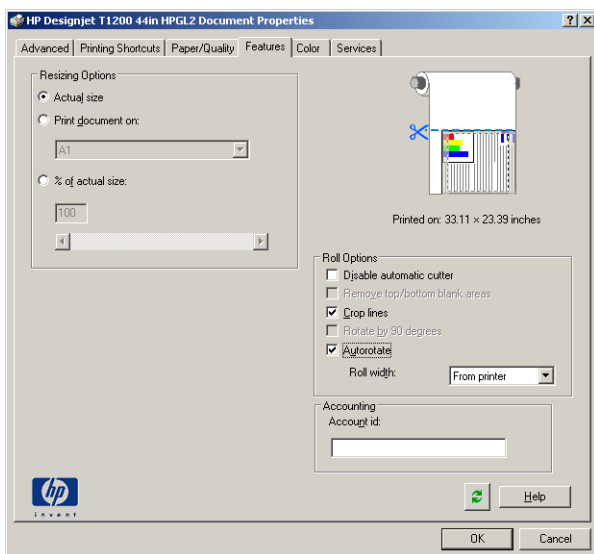 HP Designjet T1200 44in HPGL2 Document Properties
Advanced Printing Shortcuts Paper/Quality Features Color Services
Resizing Options
Actual size
Print document on:
A1
% of actual size:
100
Printed on: 33.11 × 23.39 inches
Roll Options
Disable automatic cutter
Remove top/bottom blank areas
Crop lines
Rotate by 90 degrees
Autorotate
Roll width: From printer
Accounting
Account id:
hp
invent
Help
OK Cancel